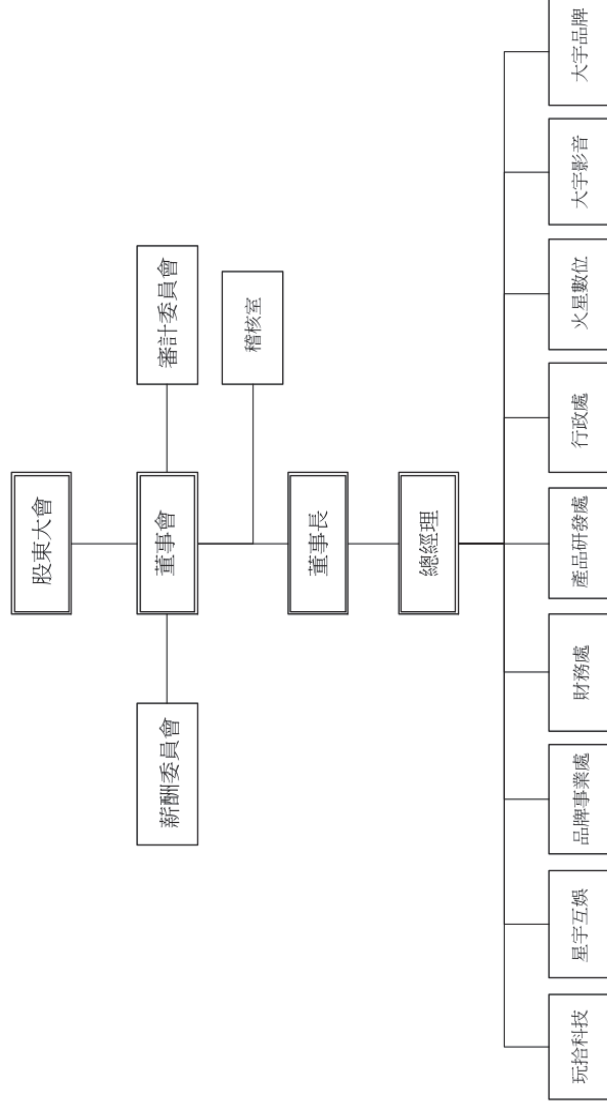 股東大會
董事會
審計委員會
薪酬委員會
稽核室
董事長
總經理
玩拾科技
星宇互娛
品牌事業處
財務處
產品研發處
行政處
火星數位
大宇影音
大宇品牌